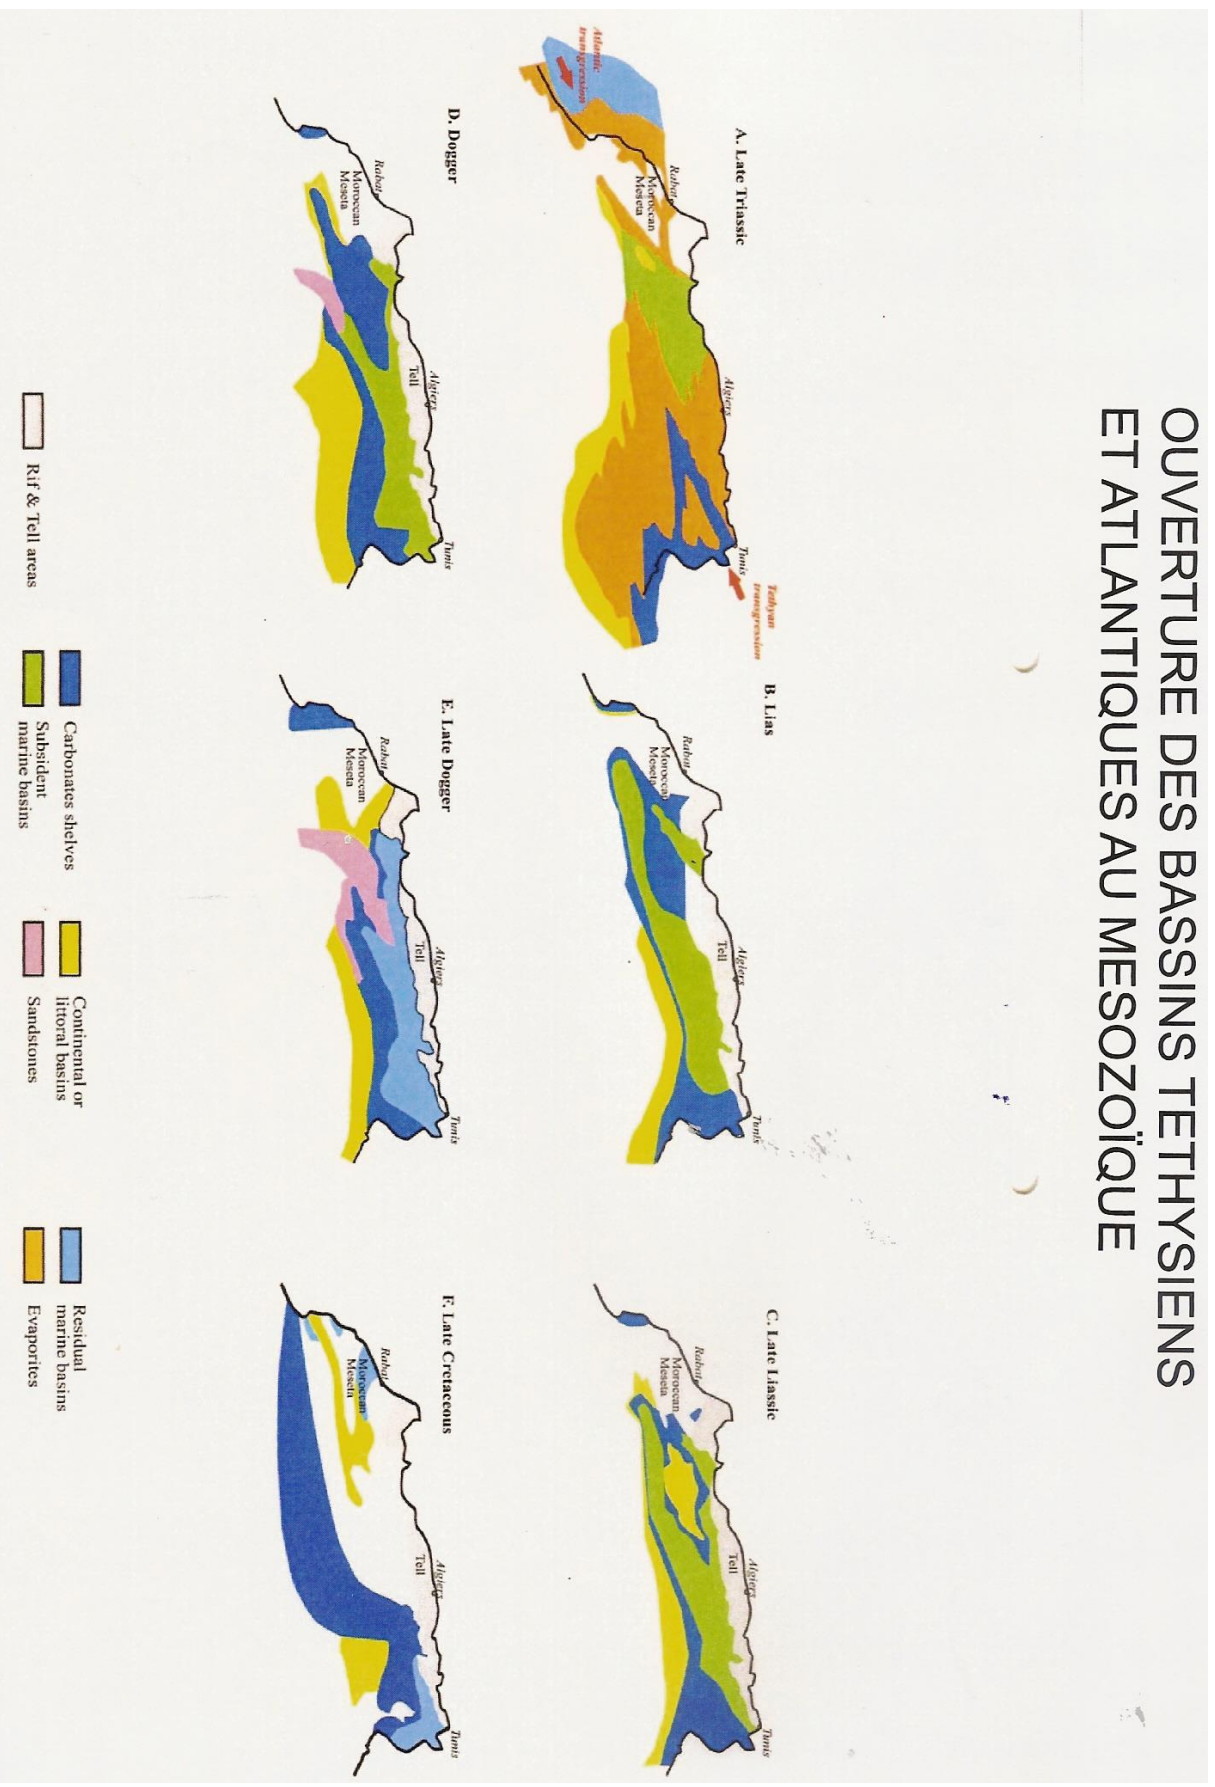 OUVERTURE DES BASSINS TETHYSIENS
ET ATLANTIQUES AU MESOZOÏQUE
A. Late Triassic
Atlantic
transgression
Rabat
Moroccan
Meseta
Algiers
Tunis
Tethyan
transgression
B. Lias
Rabat
Moroccan
Meseta
Algiers
Tell
Tunis
C. Late Liassic
Rabat
Moroccan
Meseta
Algiers
Tell
Tunis
D. Dogger
Rabat
Moroccan
Meseta
Algiers
Tell
Tunis
E. Late Dogger
Rabat
Moroccan
Meseta
Algiers
Tell
Tunis
F. Late Cretaceous
Rabat
Moroccan
Meseta
Algiers
Tell
Tunis
Rif & Tell areas
Carbonates shelves
Subsident
marine basins
Continental or
littoral basins
Sandstones
Residual
marine basins
Evaporites